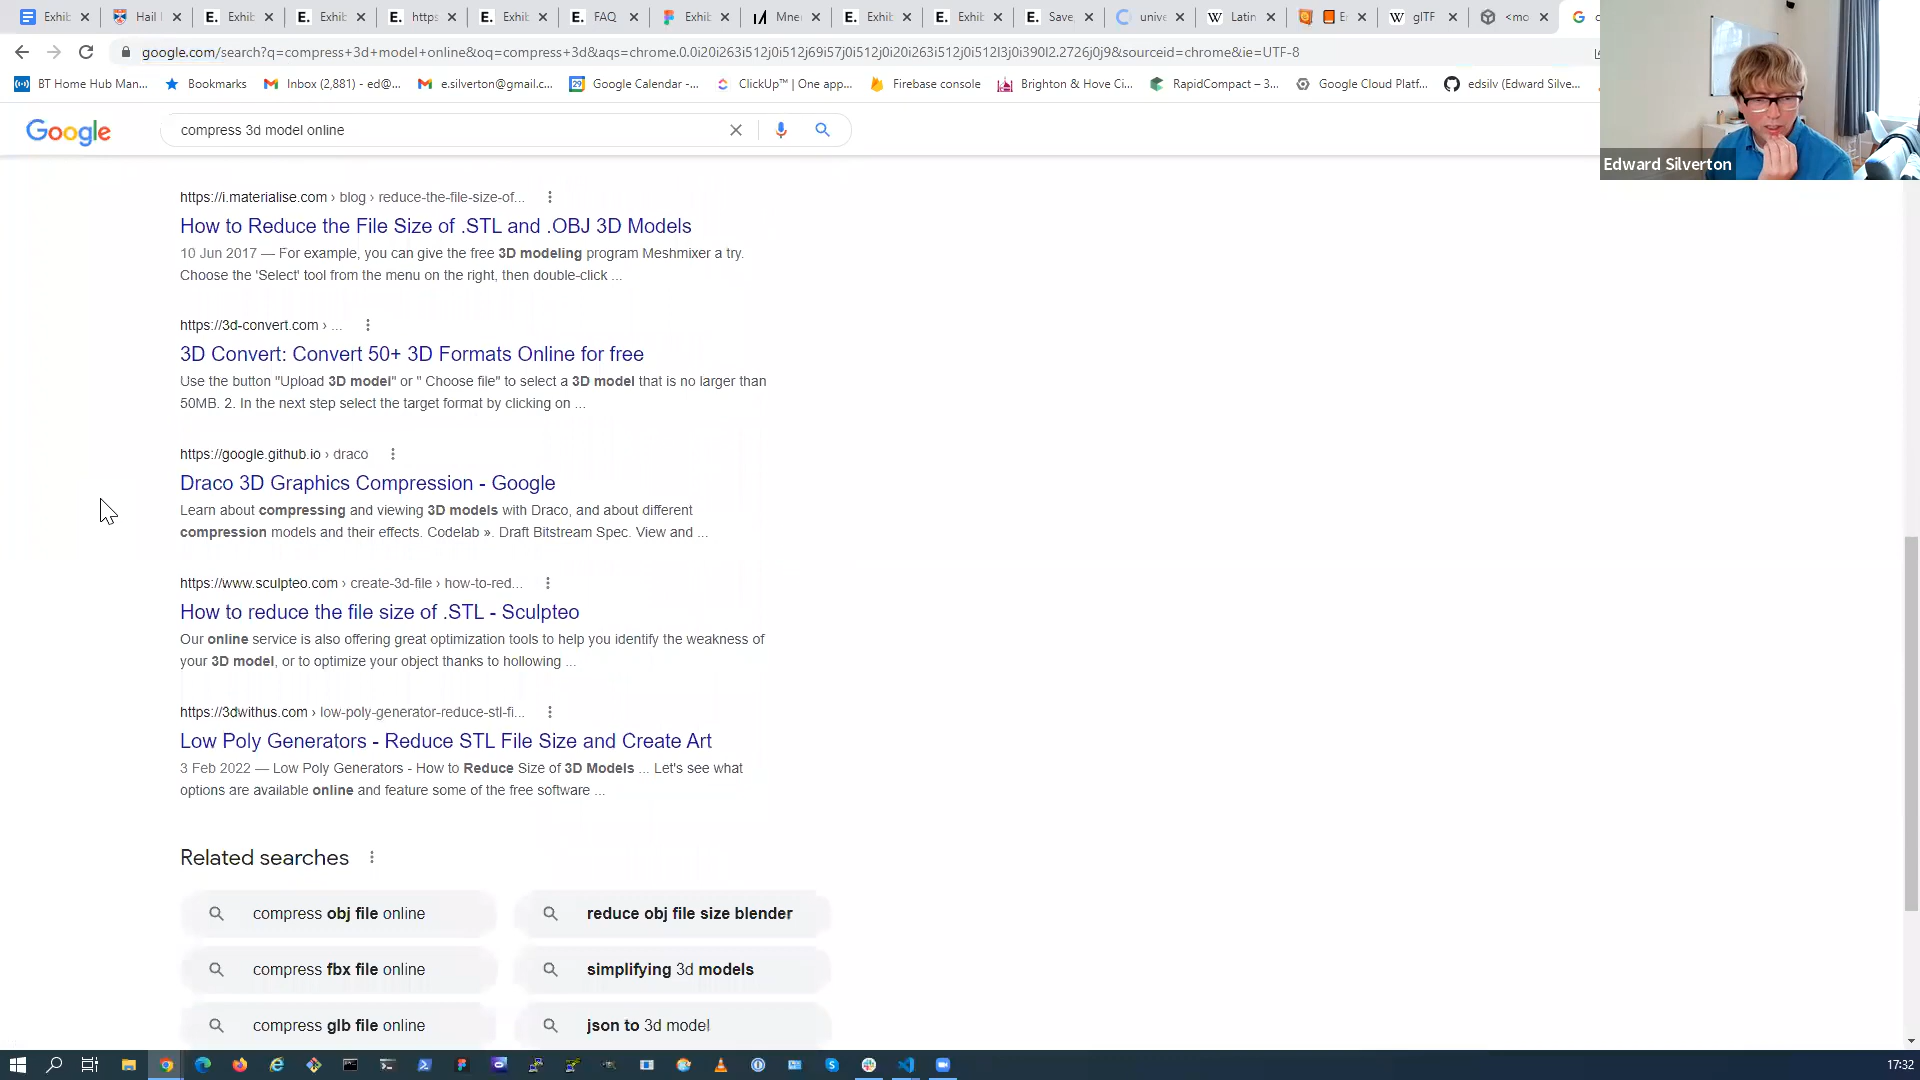 Exhib
Hail
Exhib
Exhib
https
Exhib
FAQ
Exhib
Mne
Exhib
Exhib
Save
unive
Latin
glTF
<mo
google.com/search?q=compress+3d+model+online&oq=compress+3d&aqs=chrome.0.0i20i263i512j0i512j69i57j0i512j0i20i263i512j0i512l3j0i390l2.2726j0j9&sourceid=chrome&ie=UTF-8
BT Home Hub Man...
Bookmarks
Inbox (2,881) - ed@...
e.silverton@gmail.c...
Google Calendar -...
ClickUp™ | One app...
Firebase console
Brighton & Hove Ci...
RapidCompact – 3...
Google Cloud Platf...
edsilv (Edward Silve...
Edward Silverton
Google
compress 3d model online
https://i.materialise.com › blog › reduce-the-file-size-of...
How to Reduce the File Size of .STL and .OBJ 3D Models
10 Jun 2017 — For example, you can give the free 3D modeling program Meshmixer a try.
Choose the 'Select' tool from the menu on the right, then double-click ...
https://3d-convert.com › ...
3D Convert: Convert 50+ 3D Formats Online for free
Use the button "Upload 3D model" or " Choose file" to select a 3D model that is no larger than
50MB. 2. In the next step select the target format by clicking on ...
https://google.github.io › draco
Draco 3D Graphics Compression - Google
Learn about compressing and viewing 3D models with Draco, and about different
compression models and their effects. Codelab ». Draft Bitstream Spec. View and ...
https://www.sculpteo.com › create-3d-file › how-to-red...
How to reduce the file size of .STL - Sculpteo
Our online service is also offering great optimization tools to help you identify the weakness of
your 3D model, or to optimize your object thanks to hollowing ...
https://3dwithus.com › low-poly-generator-reduce-stl-fi...
Low Poly Generators - Reduce STL File Size and Create Art
3 Feb 2022 — Low Poly Generators - How to Reduce Size of 3D Models ... Let's see what
options are available online and feature some of the free software ...
Related searches
compress obj file online
reduce obj file size blender
compress fbx file online
simplifying 3d models
compress glb file online
json to 3d model
17:32